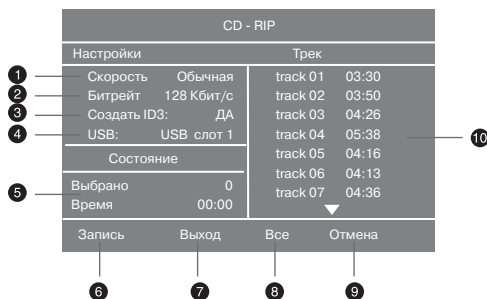 CD - RIP
Настройки Трек
1 Скорость Обычная
2 Битрейт 128 Кбит/с
3 Создать ID3: ДА
4 USB: USB слот 1
Состояние
5
Выбрано 0
Время 00:00
track 01 03:30
track 02 03:50
track 03 04:26
track 04 05:38
track 05 04:16
track 06 04:13
track 07 04:36
10
Запись Выход Все Отмена
6 7 8 9